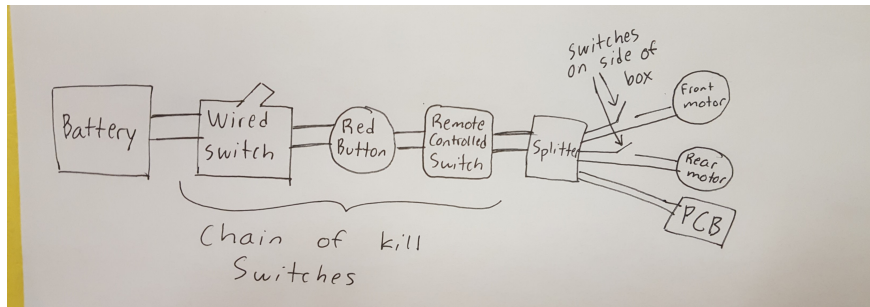 Battery
Wired
switch
Red
Button
Remote
Controlled
Switch
Splitter
switches
on side of
box
Front
motor
Rear
motor
PCB
Chain of kill
Switches